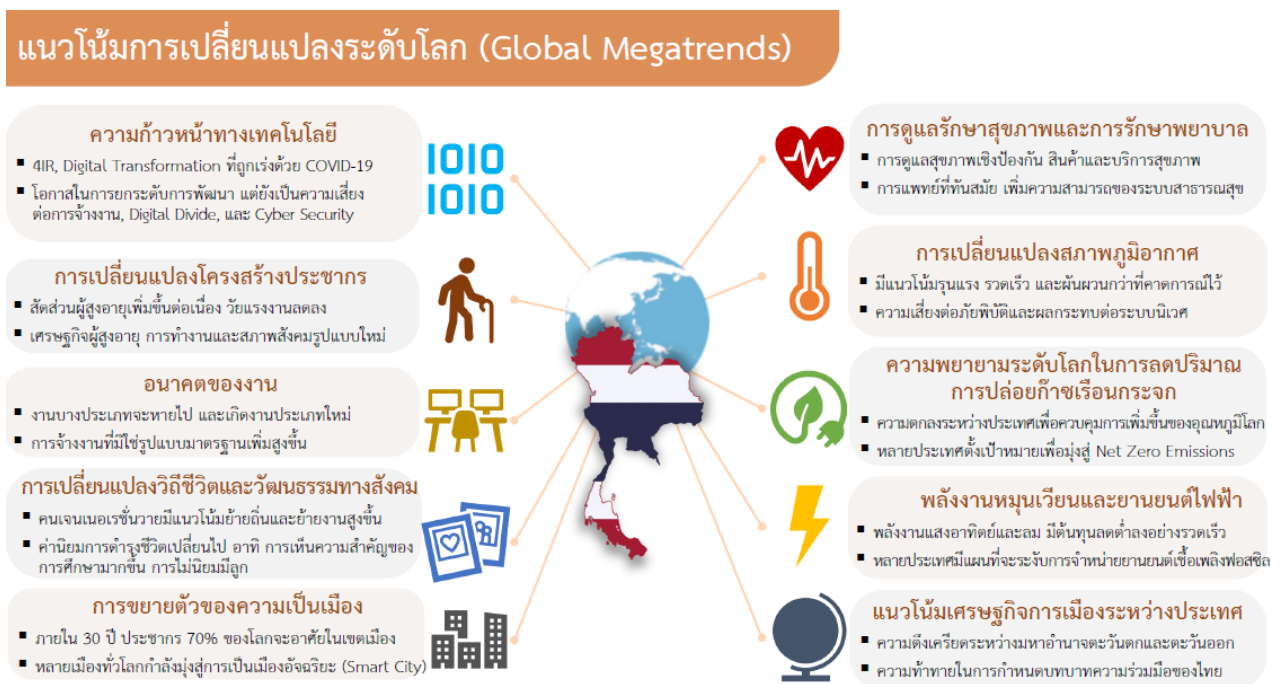 แนวโน้มการเปลี่ยนแปลงระดับโลก (Global Megatrends)
ความก้าวหน้าทางเทคโนโลยี
▪ 4IR, Digital Transformation ที่ถูกเร่งด้วย COVID-19
▪ โอกาสในการยกระดับการพัฒนา แต่ยังเป็นความเสี่ยง
ต่อการจ้างงาน, Digital Divide, และ Cyber Security
IOIO
IOIO
การเปลี่ยนแปลงโครงสร้างประชากร
▪ สัดส่วนผู้สูงอายุเพิ่มขึ้นต่อเนื่อง วัยแรงงานลดลง
▪ เศรษฐกิจผู้สูงอายุ การทำงานและสภาพสังคมรูปแบบใหม่
อนาคตของงาน
▪ งานบางประเภทจะหายไป และเกิดงานประเภทใหม่
▪ การจ้างงานที่มิใช่รูปแบบมาตรฐานเพิ่มสูงขึ้น
การเปลี่ยนแปลงวิถีชีวิตและวัฒนธรรมทางสังคม
▪ คนเจนเนอเรชั่นวายมีแนวโน้มย้ายถิ่นและย้ายงานสูงขึ้น
▪ ค่านิยมการดำรงชีวิตเปลี่ยนไป อาทิ การเห็นความสำคัญของ
การศึกษามากขึ้น การไม่นิยมมีลูก
การขยายตัวของความเป็นเมือง
▪ ภายใน 30 ปี ประชากร 70% ของโลกจะอาศัยในเขตเมือง
▪ หลายเมืองทั่วโลกกำลังมุ่งสู่การเป็นเมืองอัจฉริยะ (Smart City)
การดูแลรักษาสุขภาพและการรักษาพยาบาล
▪ การดูแลสุขภาพเชิงป้องกัน สินค้าและบริการสุขภาพ
▪ การแพทย์ที่ทันสมัย เพิ่มความสามารถของระบบสาธารณสุข
การเปลี่ยนแปลงสภาพภูมิอากาศ
▪ มีแนวโน้มรุนแรง รวดเร็ว และผันผวนกว่าที่คาดการณ์ไว้
▪ ความเสี่ยงต่อภัยพิบัติและผลกระทบต่อระบบนิเวศ
ความพยายามระดับโลกในการลดปริมาณ
การปล่อยก๊าซเรือนกระจก
▪ ความตกลงระหว่างประเทศเพื่อควบคุมการเพิ่มขึ้นของอุณหภูมิโลก
▪ หลายประเทศตั้งเป้าหมายเพื่อมุ่งสู่ Net Zero Emissions
พลังงานหมุนเวียนและยานยนต์ไฟฟ้า
▪ พลังงานแสงอาทิตย์และลม มีต้นทุนลดต่ำลงอย่างรวดเร็ว
▪ หลายประเทศมีแผนที่จะระงับการจำหน่ายยานยนต์เชื้อเพลิงฟอสซิล
แนวโน้มเศรษฐกิจการเมืองระหว่างประเทศ
▪ ความตึงเครียดระหว่างมหาอำนาจตะวันตกและตะวันออก
▪ ความท้าทายในการกำหนดบทบาทความร่วมมือของไทย